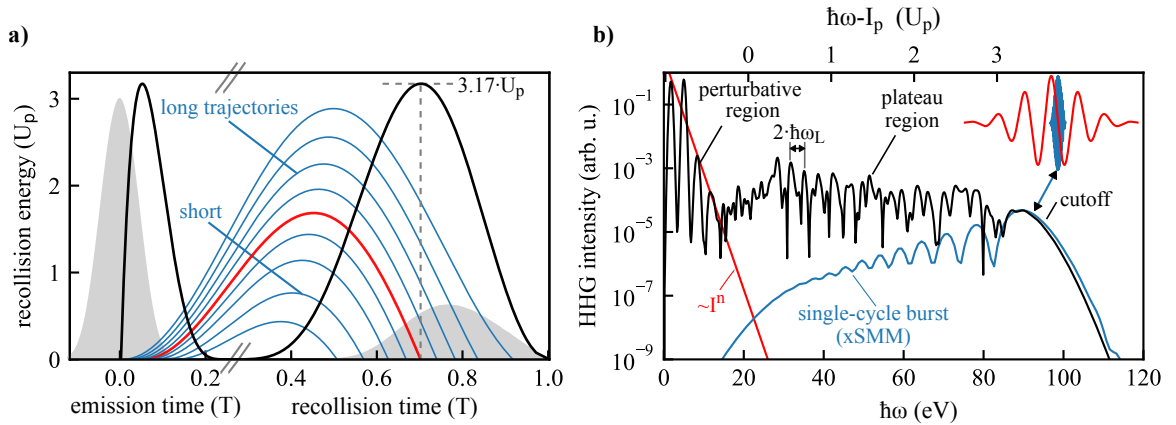 a)
recollision energy (Uₚ)
3
2
1
0
long trajectories
short
3.17·Uₚ
0.0
0.2
0.4
0.6
0.8
1.0
emission time (T)
recollision time (T)
b)
ħω-Iₚ (Uₚ)
0
1
2
3
HHG intensity (arb. u.)
10⁻¹
10⁻³
10⁻⁵
10⁻⁷
10⁻⁹
perturbative
region
2·ħω_L
plateau
region
cutoff
~Iⁿ
single-cycle burst
(xSMM)
0
20
40
60
80
100
120
ħω (eV)